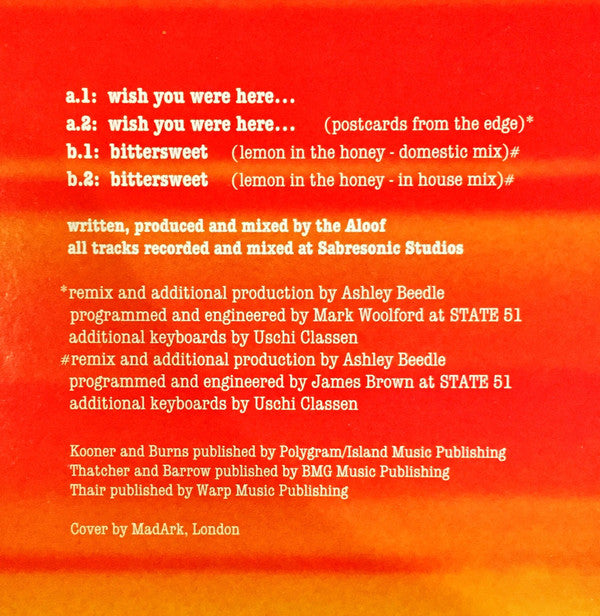 a.1: wish you were here...
a.2: wish you were here... (postcards from the edge)*
b.1: bittersweet (lemon in the honey - domestic mix)#
b.2: bittersweet (lemon in the honey - in house mix)#
written, produced and mixed by the Aloof
all tracks recorded and mixed at Sabresonic Studios
*remix and additional production by Ashley Beedle
programmed and engineered by Mark Woolford at STATE 51
additional keyboards by Uschi Classen
#remix and additional production by Ashley Beedle
programmed and engineered by James Brown at STATE 51
additional keyboards by Uschi Classen
Kooner and Burns published by Polygram/Island Music Publishing
Thatcher and Barrow published by BMG Music Publishing
Thair published by Warp Music Publishing
Cover by MadArk, London